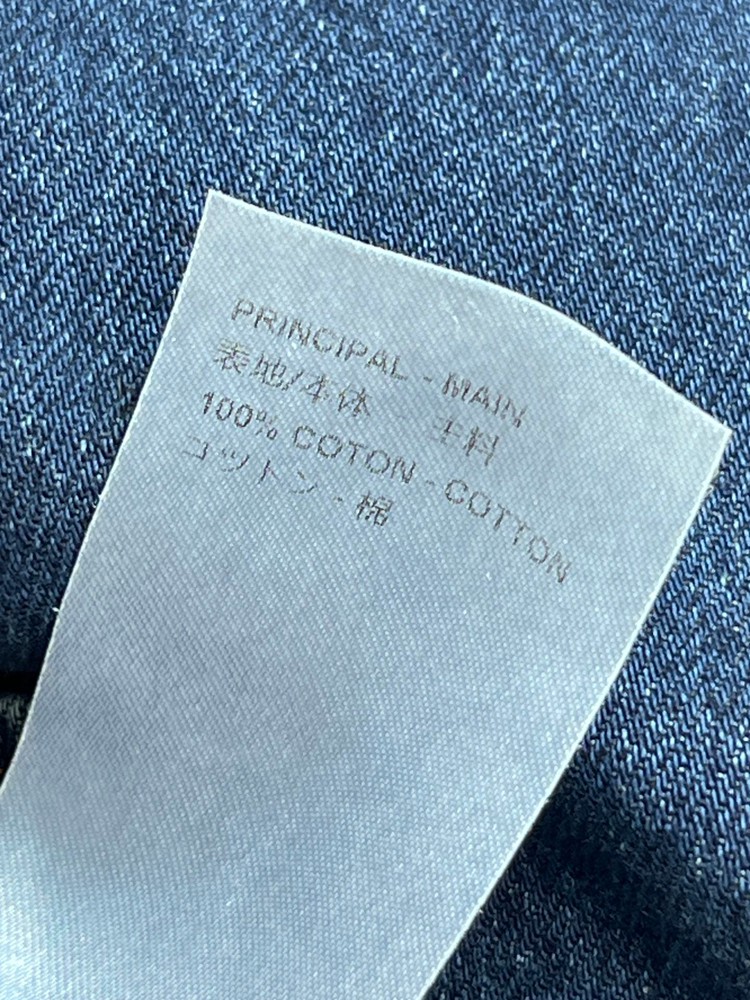 PRINCIPAL - MAIN
表地/本体 - 主料
100% COTON - COTTON
コットン - 棉